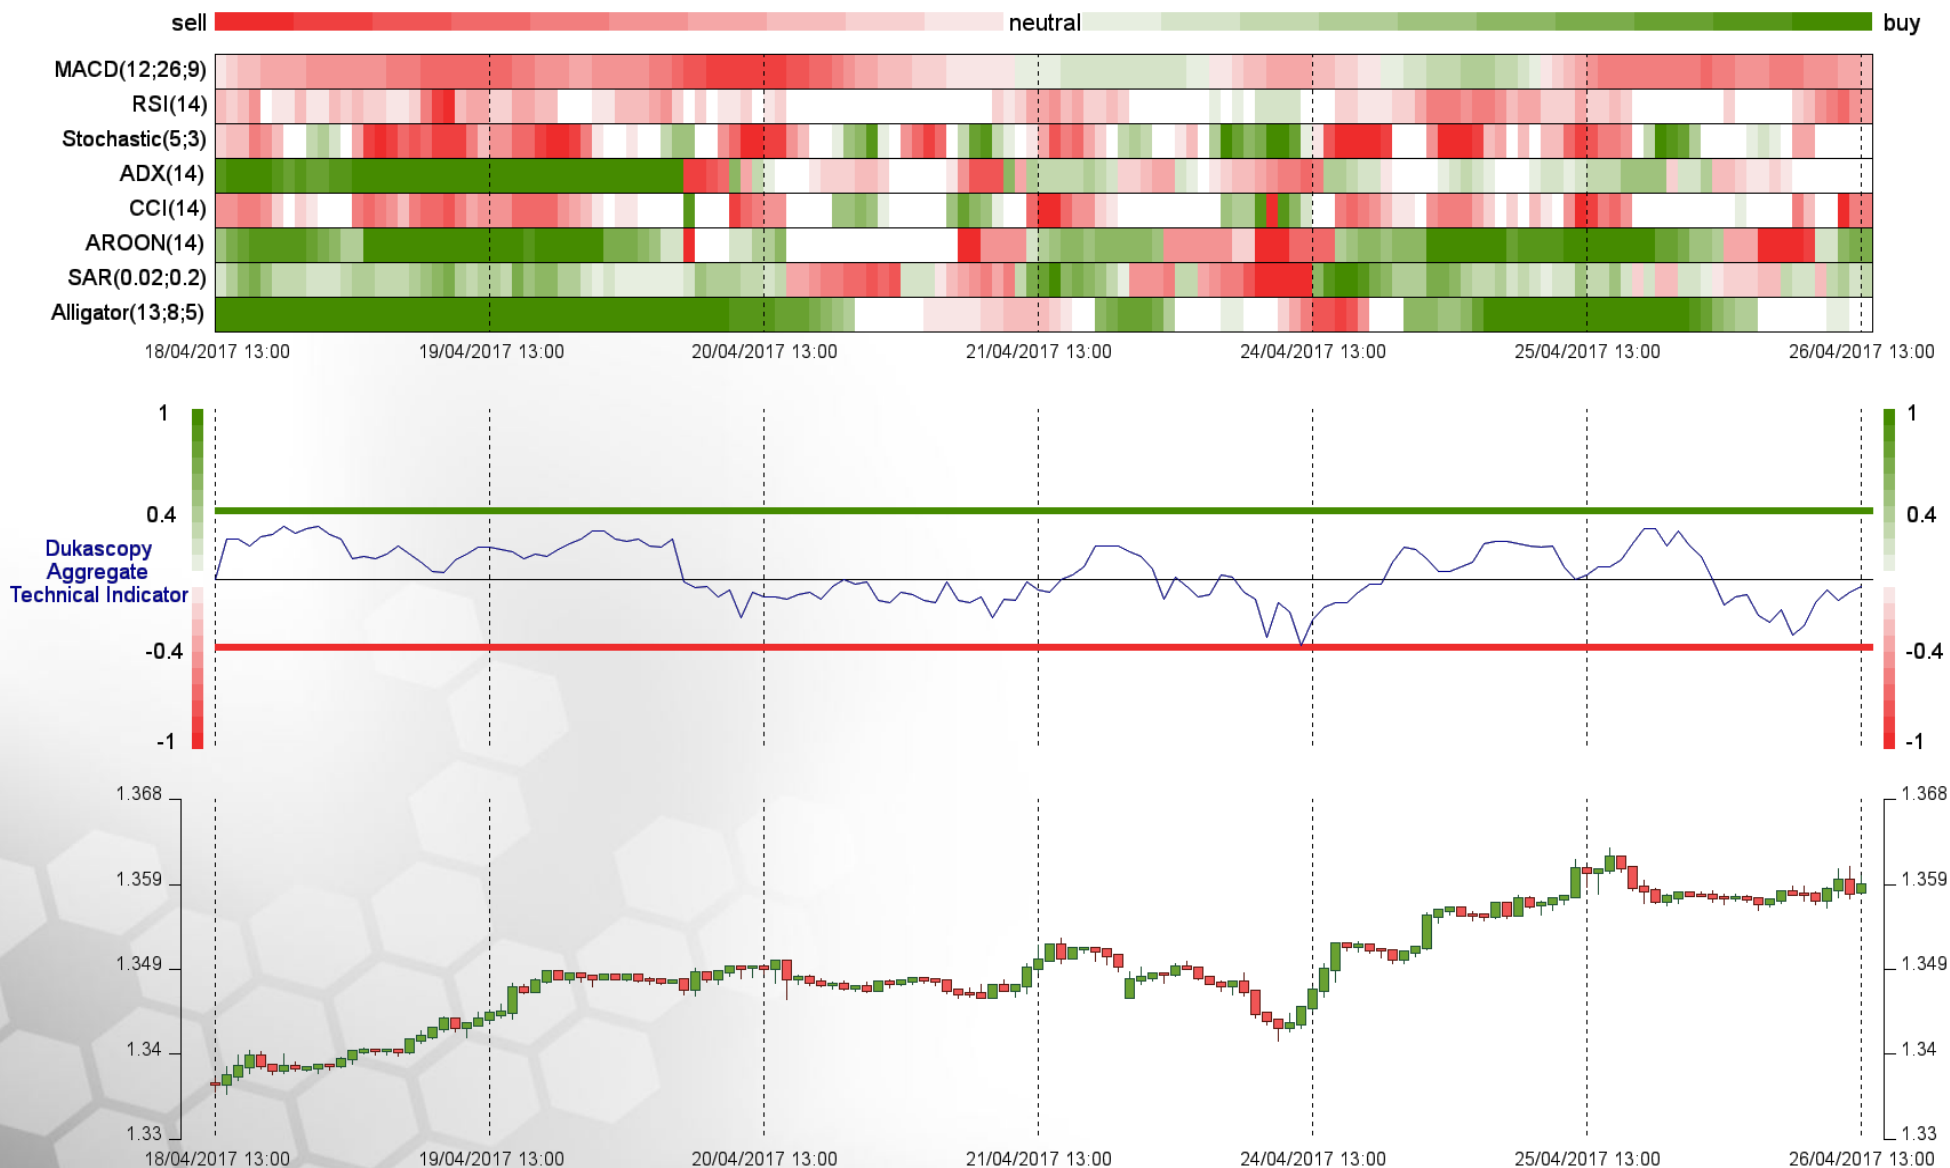 sell neutral buy
MACD(12;26;9)
RSI(14)
Stochastic(5;3)
ADX(14)
CCI(14)
AROON(14)
SAR(0.02;0.2)
Alligator(13;8;5)
18/04/2017 13:00 19/04/2017 13:00 20/04/2017 13:00 21/04/2017 13:00 24/04/2017 13:00 25/04/2017 13:00 26/04/2017 13:00
1 1
0.4 0.4
Dukascopy
Aggregate
Technical Indicator
-0.4 -0.4
-1 -1
1.368 1.368
1.359 1.359
1.349 1.349
1.34 1.34
1.33 1.33
18/04/2017 13:00 19/04/2017 13:00 20/04/2017 13:00 21/04/2017 13:00 24/04/2017 13:00 25/04/2017 13:00 26/04/2017 13:00